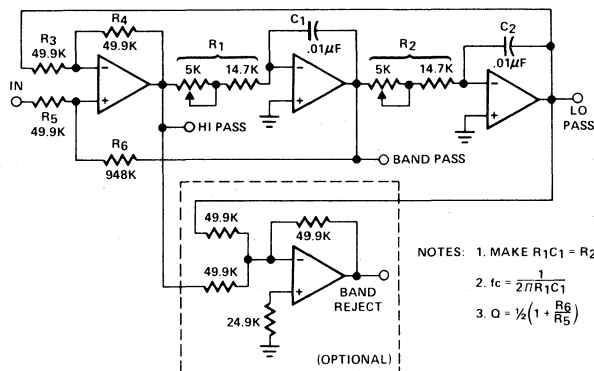 R3
49.9K
R4
49.9K
R1
5K
14.7K
C1
.01μF
R2
5K
14.7K
C2
.01μF
IN
R5
49.9K
HI PASS
LO
PASS
R6
948K
BAND PASS
49.9K
49.9K
49.9K
24.9K
BAND
REJECT
(OPTIONAL)
NOTES: 1. MAKE R1C1 = R2
2. fc = 1/2πR1C1
3. Q = ½(1 + R6/R5)